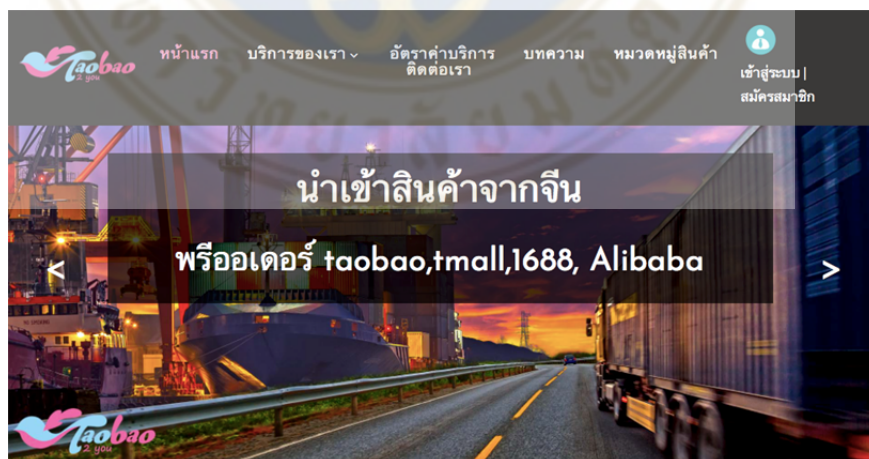 Taobao
2 you
หน้าแรก
บริการของเรา
อัตราค่าบริการ
ติดต่อเรา
บทความ
หมวดหมู่สินค้า
เข้าสู่ระบบ |
สมัครสมาชิก
นำเข้าสินค้าจากจีน
พรีออเดอร์ taobao,tmall,1688, Alibaba
< >
Taobao
2 you